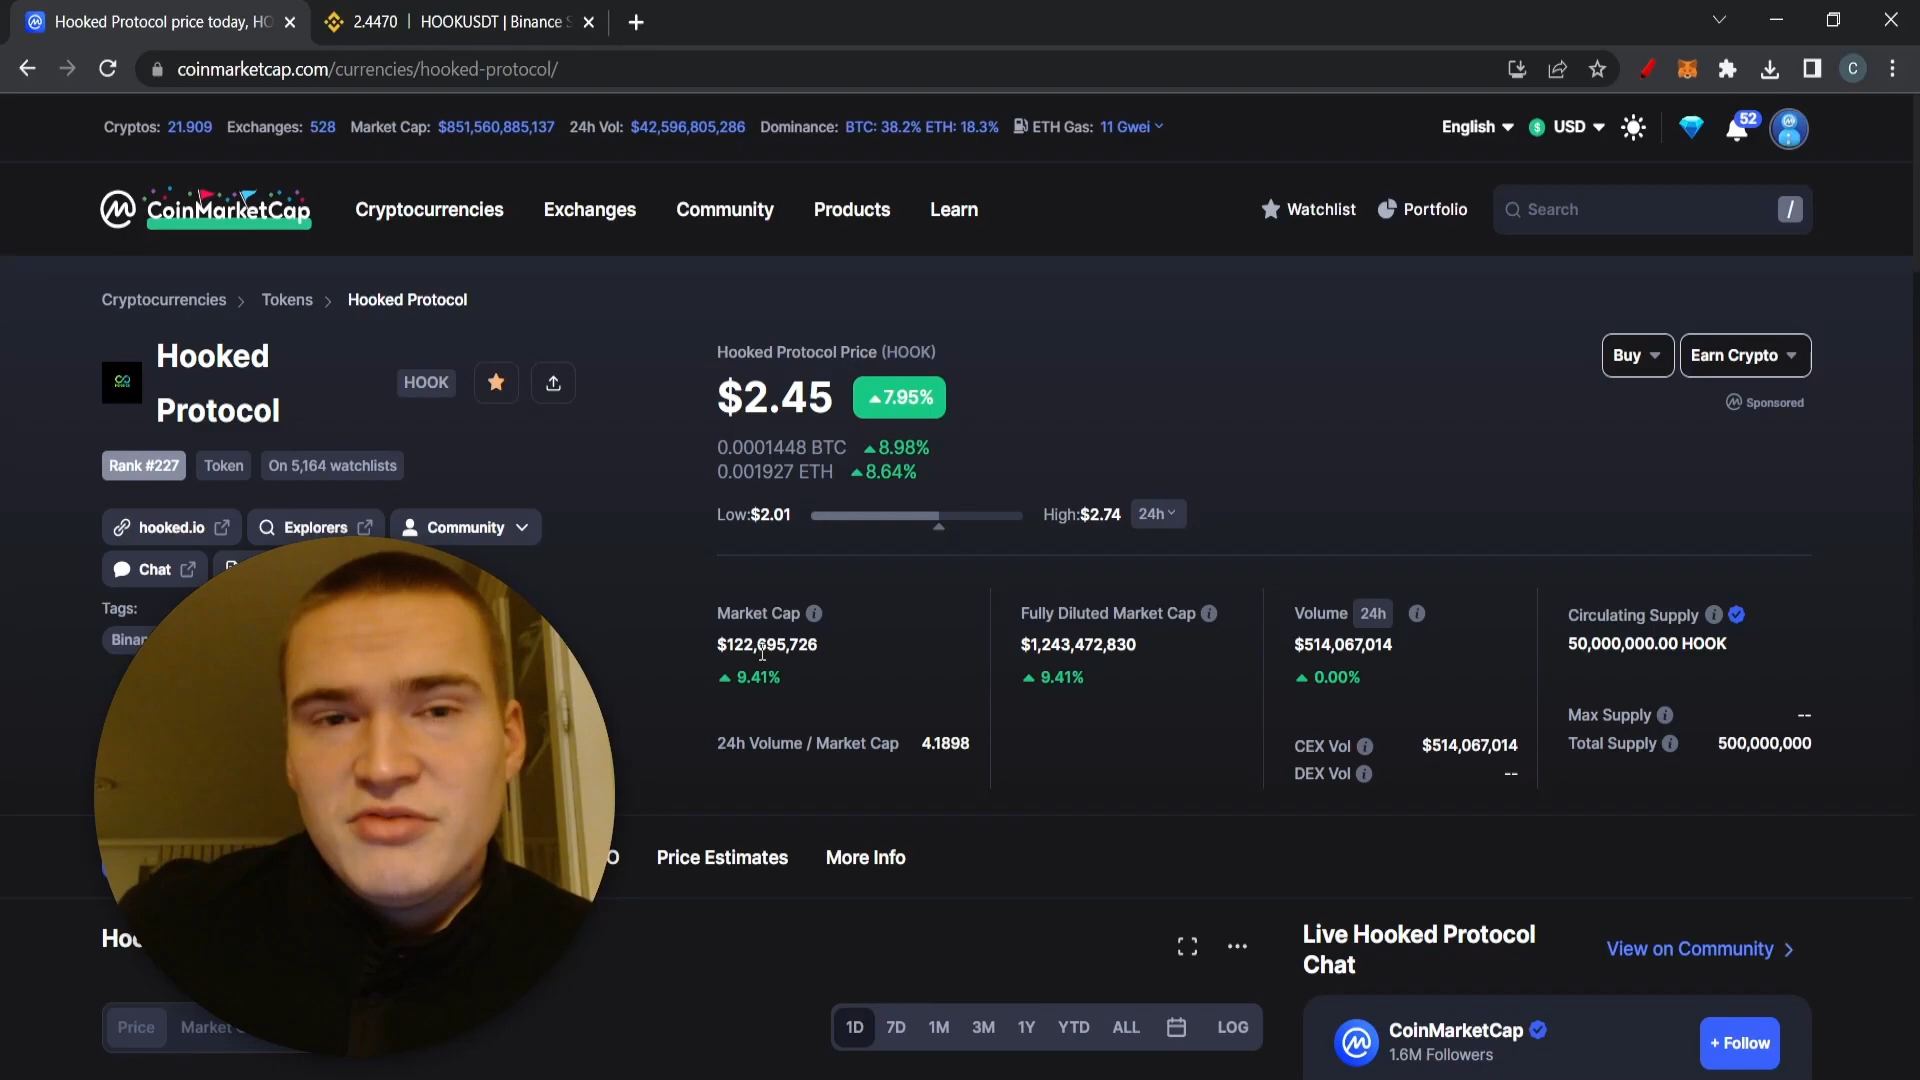 Hooked Protocol price today, HO
2.4470 | HOOKUSDT | Binance S
coinmarketcap.com/currencies/hooked-protocol/
C
Cryptos: 21.909 Exchanges: 528 Market Cap: $851,560,885,137 24h Vol: $42,596,805,286 Dominance: BTC: 38.2% ETH: 18.3% ETH Gas: 11 Gwei
English USD 52
CoinMarketCap
Cryptocurrencies Exchanges Community Products Learn
Watchlist Portfolio Search /
Cryptocurrencies > Tokens > Hooked Protocol
Hooked
Protocol
HOOK
Rank #227 Token On 5,164 watchlists
hooked.io Explorers Community
Chat
Tags:
Hooked Protocol Price (HOOK)
$2.45 7.95%
0.0001448 BTC 8.98%
0.001927 ETH 8.64%
Low:$2.01 High:$2.74 24h
Buy Earn Crypto
Sponsored
Market Cap
$122,695,726
9.41%
24h Volume / Market Cap 4.1898
Fully Diluted Market Cap
$1,243,472,830
9.41%
Volume 24h
$514,067,014
0.00%
CEX Vol $514,067,014
DEX Vol --
Circulating Supply
50,000,000.00 HOOK
Max Supply --
Total Supply 500,000,000
Price Estimates More Info
Live Hooked Protocol
Chat
View on Community >
Price Market
1D 7D 1M 3M 1Y YTD ALL LOG
CoinMarketCap
1.6M Followers
+ Follow